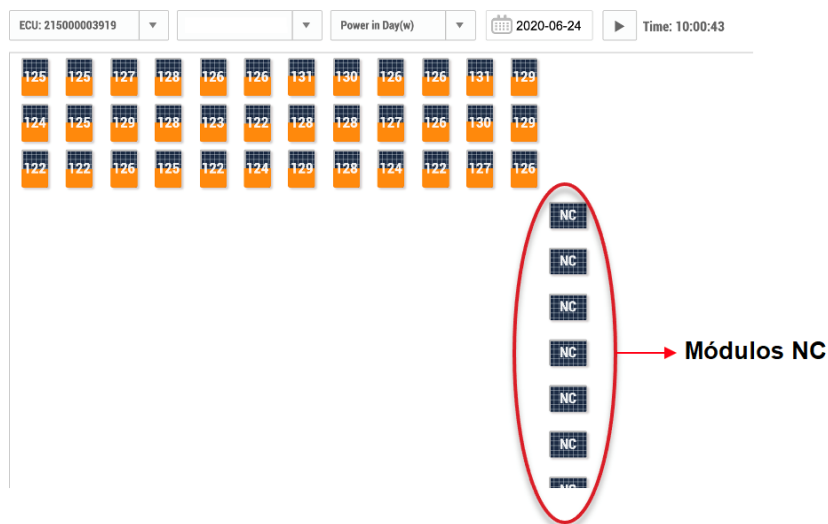 ECU: 215000003919 Power in Day(w) 2020-06-24 Time: 10:00:43
125 125 127 128 126 126 131 130 126 126 131 129
124 125 129 128 123 122 128 128 127 126 130 129
122 122 126 125 122 124 129 128 124 122 127 126
NC
NC
NC
NC Módulos NC
NC
NC
NC